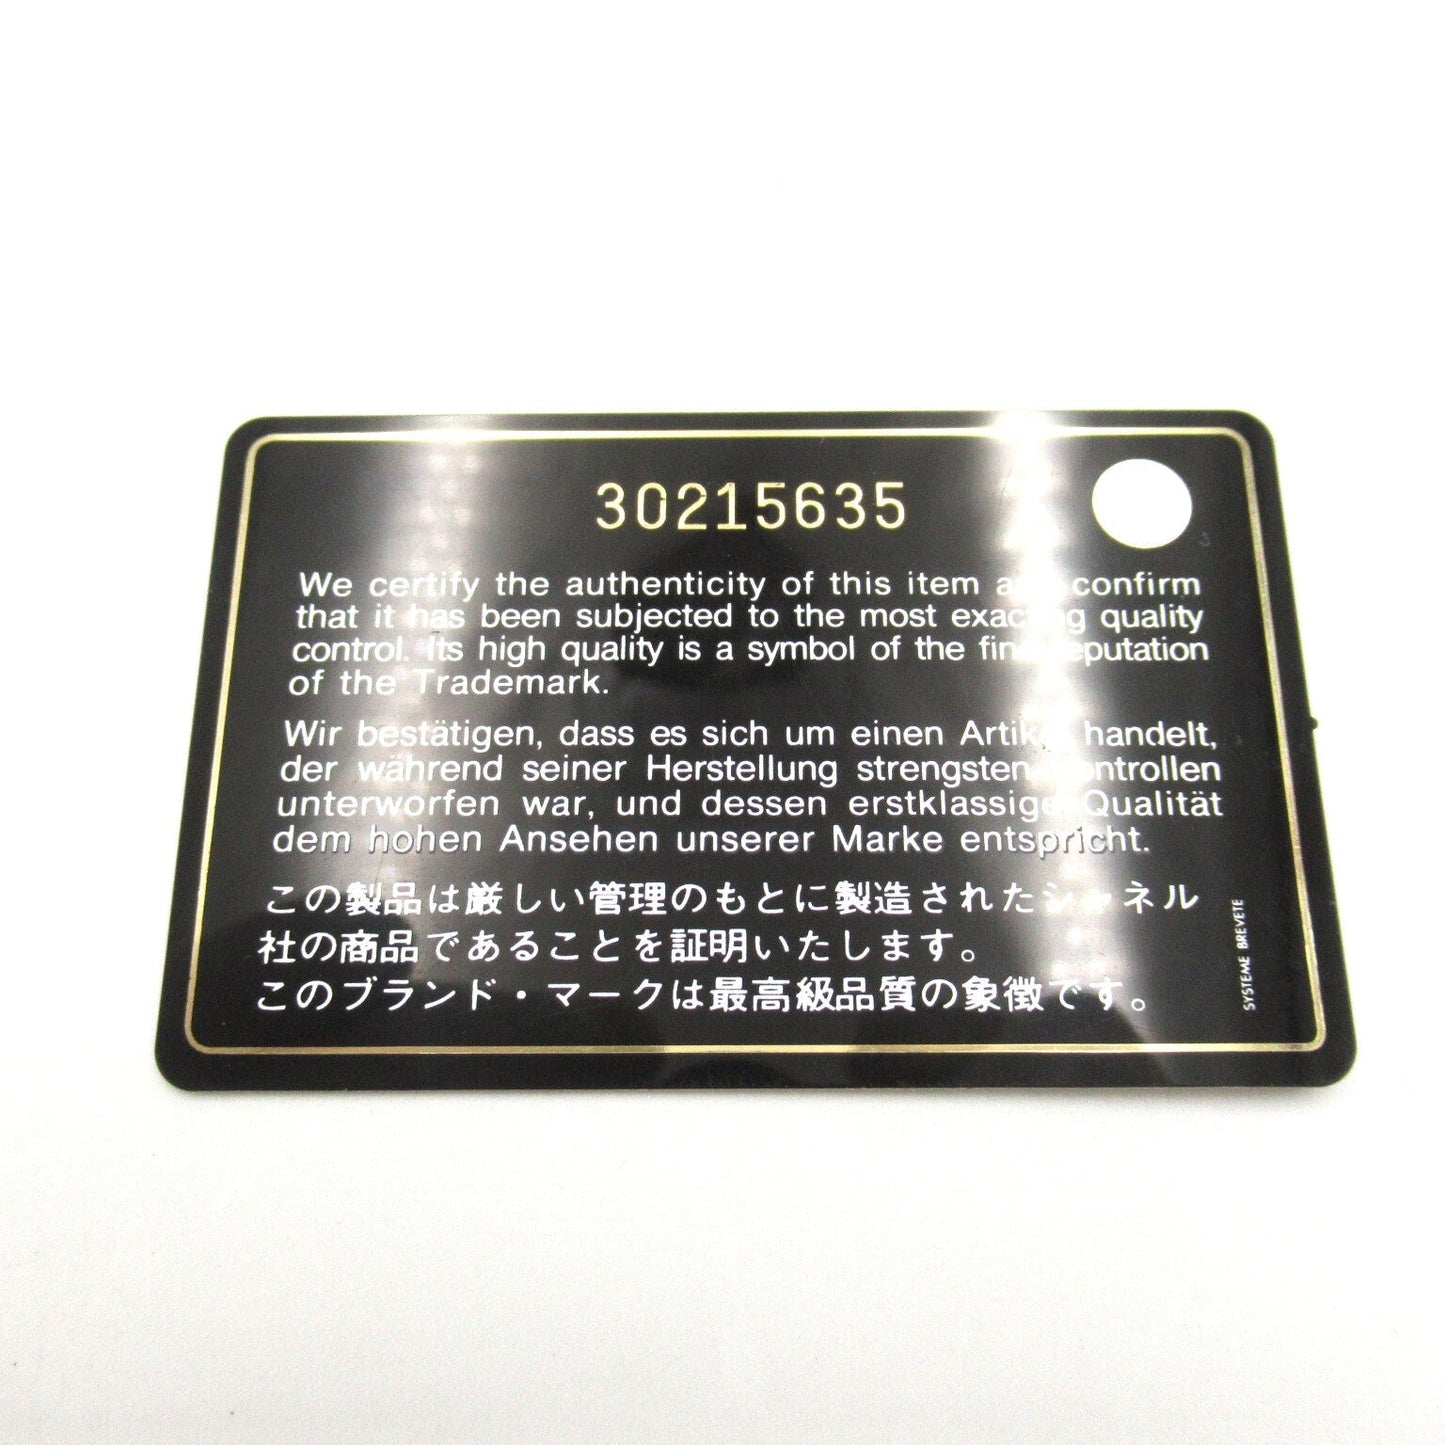 30215635
We certify the authenticity of this item and confirm
that it has been subjected to the most exacting quality
control. Its high quality is a symbol of the fine reputation
of the Trademark.
Wir bestätigen, dass es sich um einen Artikel handelt,
der während seiner Herstellung strengsten Kontrollen
unterworfen war, und dessen erstklassige Qualität
dem hohen Ansehen unserer Marke entspricht.
この製品は厳しい管理のもとに製造されたシャネル
社の商品であることを証明いたします。
このブランド・マークは最高級品質の象徴です。
SYSTEME BREVETE